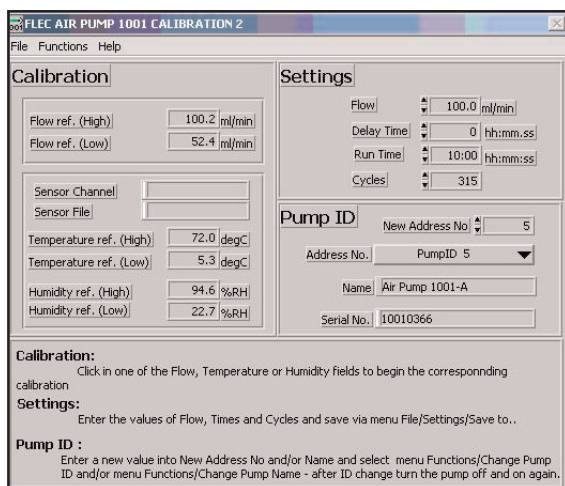 FLEC AIR PUMP 1001 CALIBRATION 2
File Functions Help
Calibration
Flow ref. (High) 100.2 ml/min
Flow ref. (Low) 52.4 ml/min
Sensor Channel
Sensor File
Temperature ref. (High) 72.0 degC
Temperature ref. (Low) 5.3 degC
Humidity ref. (High) 94.6 %RH
Humidity ref. (Low) 22.7 %RH
Settings
Flow 100.0 ml/min
Delay Time 0 hh:mm.ss
Run Time 10:00 hh:mm:ss
Cycles 315
Pump ID
New Address No 5
Address No. PumpID 5
Name Air Pump 1001-A
Serial No. 10010366
Calibration:
Click in one of the Flow, Temperature or Humidity fields to begin the corresponnding
calibration
Settings:
Enter the values of Flow, Times and Cycles and save via menu File/Settings/Save to..
Pump ID :
Enter a new value into New Address No and/or Name and select menu Functions/Change Pump
ID and/or menu Functions/Change Pump Name - after ID change turn the pump off and on again.